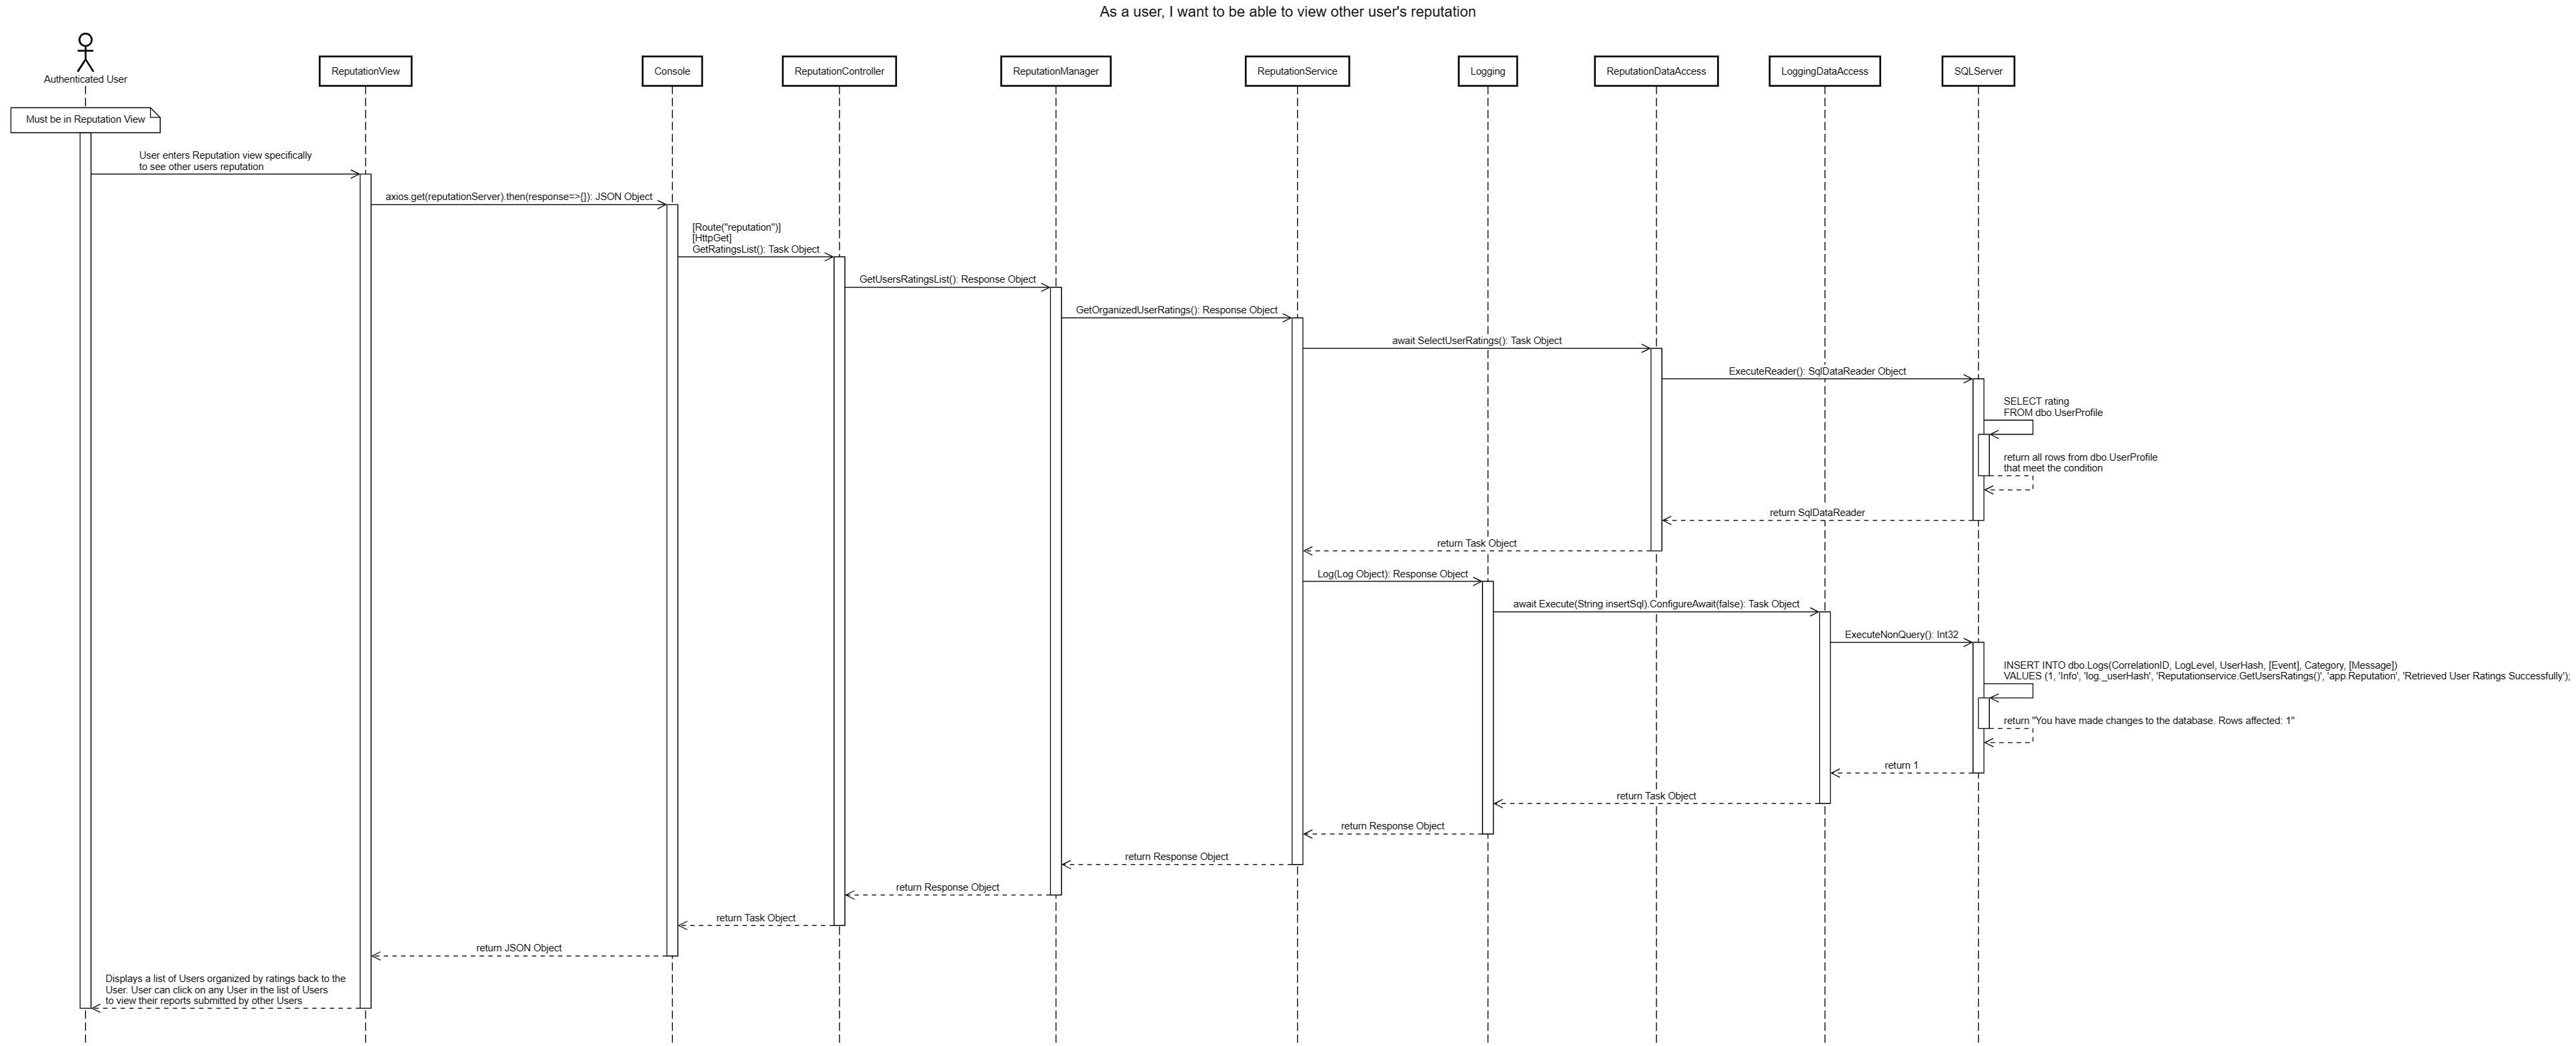 As a user, I want to be able to view other user's reputation
Authenticated User
ReputationView
Console
ReputationController
ReputationManager
ReputationService
Logging
ReputationDataAccess
LoggingDataAccess
SQLServer
Must be in Reputation View
User enters Reputation view specifically
to see other users reputation
axios.get(reputationServer).then(response=>{}): JSON Object
[Route("reputation")]
[HttpGet]
GetRatingsList(): Task Object
GetUsersRatingsList(): Response Object
GetOrganizedUserRatings(): Response Object
await SelectUserRatings(): Task Object
ExecuteReader(): SqlDataReader Object
SELECT rating
FROM dbo.UserProfile
return all rows from dbo.UserProfile
that meet the condition
return SqlDataReader
return Task Object
Log(Log Object): Response Object
await Execute(String insertSql).ConfigureAwait(false): Task Object
ExecuteNonQuery(): Int32
INSERT INTO dbo.Logs(CorrelationID, LogLevel, UserHash, [Event], Category, [Message])
VALUES (1, 'Info', 'log._userHash', 'Reputationservice.GetUsersRatings()', 'app.Reputation', 'Retrieved User Ratings Successfully');
return "You have made changes to the database. Rows affected: 1"
return 1
return Task Object
return Response Object
return Response Object
return Response Object
return Task Object
return JSON Object
Displays a list of Users organized by ratings back to the
User. User can click on any User in the list of Users
to view their reports submitted by other Users